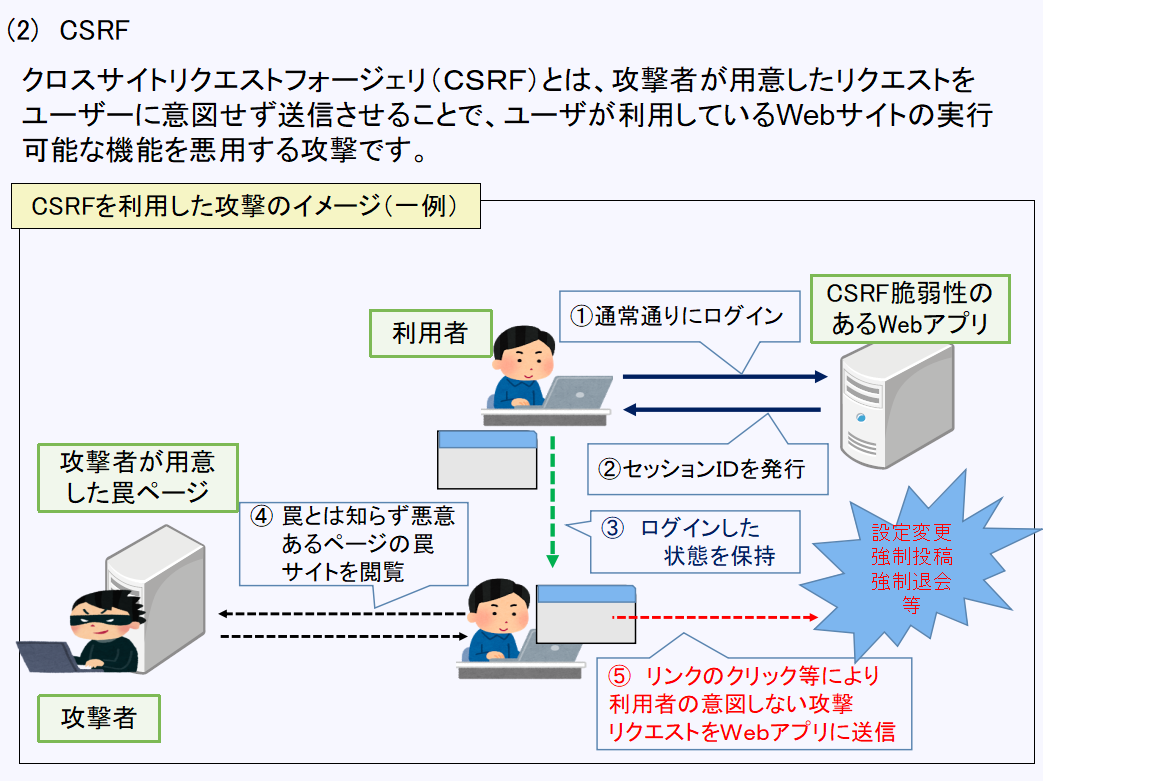 (2) CSRF
クロスサイトリクエストフォージェリ（CSRF）とは、攻撃者が用意したリクエストを
ユーザーに意図せず送信させることで、ユーザが利用しているWebサイトの実行
可能な機能を悪用する攻撃です。
CSRFを利用した攻撃のイメージ（一例）
利用者
①通常通りにログイン
CSRF脆弱性の
あるWebアプリ
②セッションIDを発行
③ ログインした
状態を保持
攻撃者が用意
した罠ページ
④ 罠とは知らず悪意
あるページの罠
サイトを閲覧
設定変更
強制投稿
強制退会
等
⑤ リンクのクリック等により
利用者の意図しない攻撃
リクエストをWebアプリに送信
攻撃者